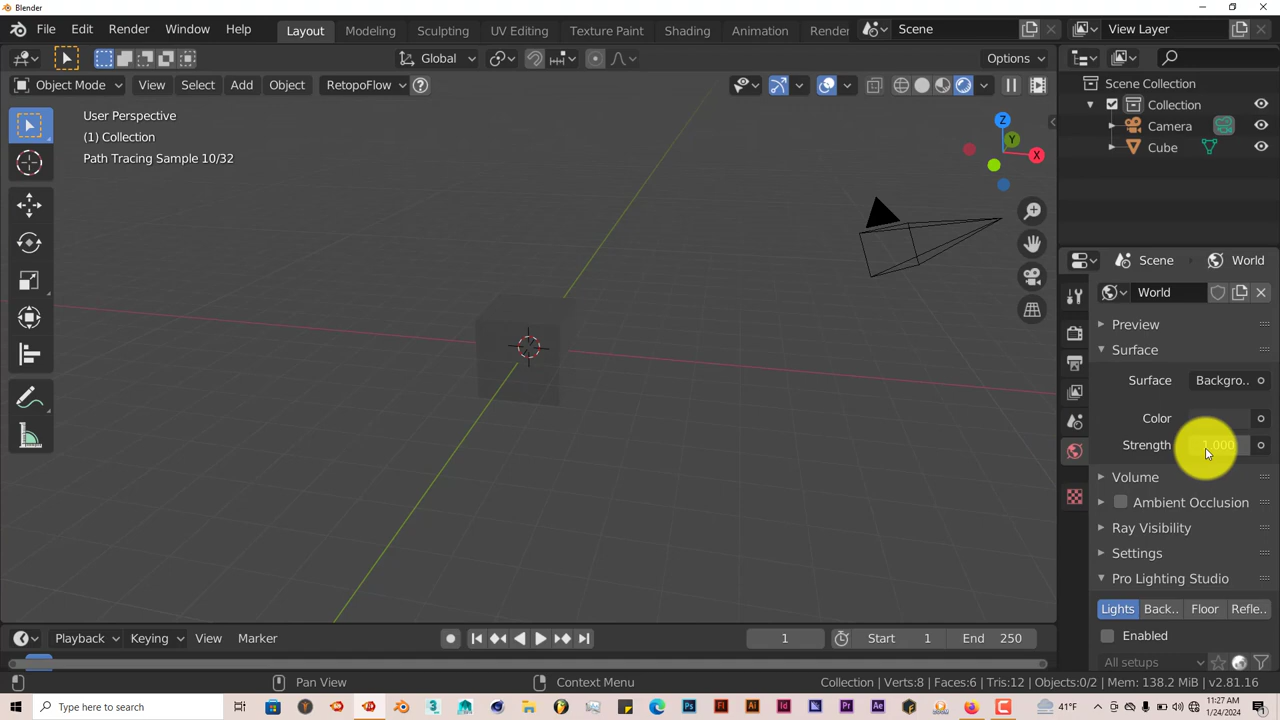 Blender
File Edit Render Window Help Layout Modeling Sculpting UV Editing Texture Paint Shading Animation Rendering Scene View Layer
Global Options
Object Mode View Select Add Object RetopoFlow
Scene Collection
Collection
Camera
Cube
User Perspective
(1) Collection
Path Tracing Sample 10/32
Z
Y
X
Scene World
World
Preview
Surface
Surface Backgro..
Color
Strength 1.000
Volume
Ambient Occlusion
Ray Visibility
Settings
Pro Lighting Studio
Lights Back.. Floor Refle..
Enabled
All setups
Playback Keying View Marker 1 Start 1 End 250
Pan View Context Menu Collection | Verts:8 | Faces:6 | Tris:12 | Objects:0/2 | Mem: 138.2 MiB | v2.81.16
Type here to search 41°F 11:27 AM
1/24/2024